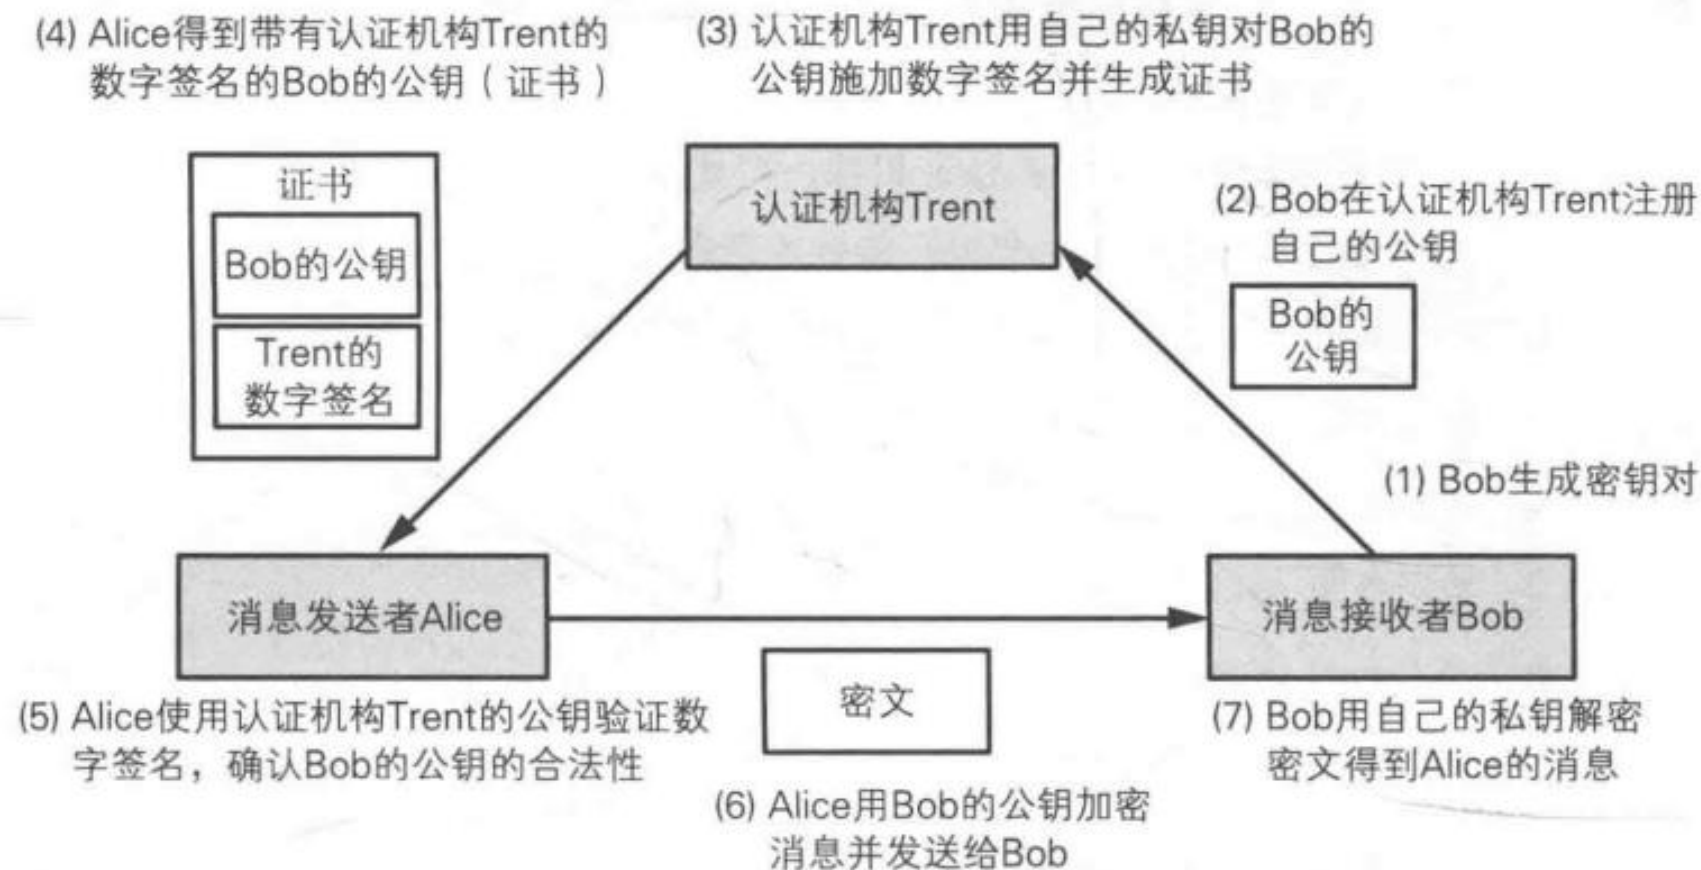 (4) Alice得到带有认证机构Trent的
数字签名的Bob的公钥（证书）
(3) 认证机构Trent用自己的私钥对Bob的
公钥施加数字签名并生成证书
证书
Bob的公钥
Trent的
数字签名
认证机构Trent
(2) Bob在认证机构Trent注册
自己的公钥
Bob的
公钥
(1) Bob生成密钥对
消息发送者Alice
消息接收者Bob
(5) Alice使用认证机构Trent的公钥验证数
字签名，确认Bob的公钥的合法性
密文
(6) Alice用Bob的公钥加密
消息并发送给Bob
(7) Bob用自己的私钥解密
密文得到Alice的消息